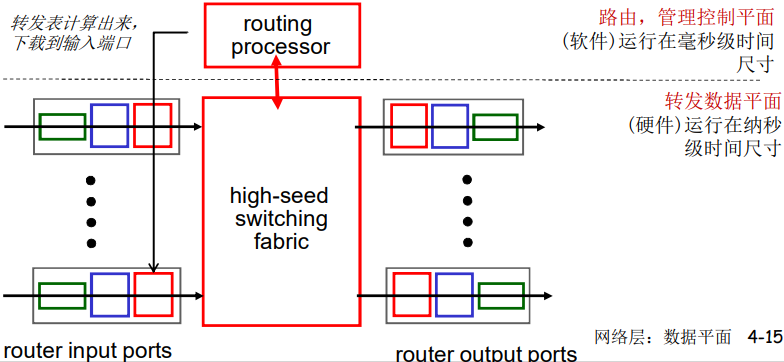 转发表计算出来，
下载到输入端口
routing
processor
路由，管理控制平面
(软件)运行在毫秒级时间
尺寸
转发数据平面
(硬件)运行在纳秒
级时间尺寸
high-seed
switching
fabric
网络层：数据平面 4-15
router input ports
router output ports